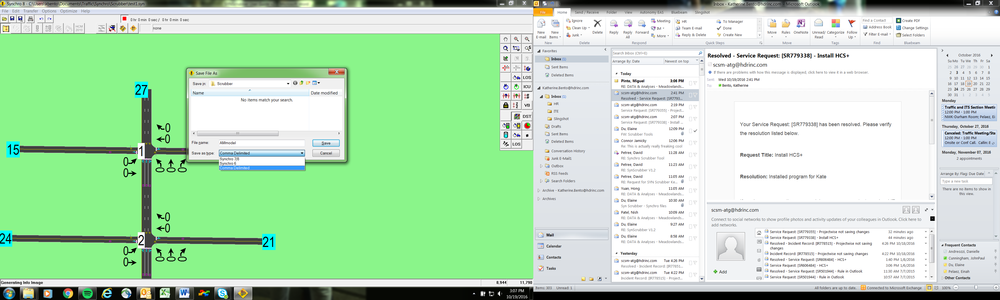 Synchro 8 - C:\Users\kbento\Documents\Traffic\Synchro\Scrubber\test1.syn
File Edit Transfer Options Optimize Help
0 hr 0 min 0 sec / 0 hr 0 min 0 sec
HCM 2010
none
27
0
0
15
1
0
0
0
0
24
2
21
0
0
Save File As
Save in: Scrubber
Name Date modified
No items match your search.
File name: AMmodel Save
Save as type: Comma Delimited Cancel
Synchro 7/8
Synchro 6
Comma Delimited
S
LOS
ICU
#
VB
DST
LOS
Generating Info Image 8,944 11,790
3:07 PM
10/19/2016
Inbox - Katherine.Bento@hdrinc.com - Microsoft Outlook
File Home Send / Receive Folder View Autonomy EAS Bluebeam Slingshot
New E-mail
New Items
New
Ignore
Clean Up
Junk
Delete
Delete
Reply
Reply All
Forward
Meeting
IM
More
Respond
HR
Team E-mail
Reply & Delete
To Manager
Done
Create New
Quick Steps
Move
Rules
OneNote
Move
Unread/ Read
Categorize
Follow Up
Tags
Find a Contact
Address Book
Filter E-mail
Find
Create PDF
Change Settings
Select Folders
Bluebeam
Favorites
Inbox (1)
Sent Items
Deleted Items
Katherine.Bento@hdrinc.com
Inbox (1)
HR
ITE
Slingshot
Drafts
Sent Items
Deleted Items
Conversation History
Junk E-Mail1
Outbox
RSS Feeds
Search Folders
Archive - Katherine.Bento@hdrinc.com
Archives
Mail
Calendar
Contacts
Tasks
Search Inbox (Ctrl+E)
Arrange By: Date Newest on top
Today
Pinto, Miguel 3:06 PM
RE: DATA & Analyses - Meadowlands...
scsm-atg@hdrinc.com 2:41 PM
Resolved - Service Request: [SR7793...
scsm-atg@hdrinc.com 2:19 PM
Service Request: [SR779355] - Project...
scsm-atg@hdrinc.com 2:07 PM
Service Request: [SR779338] - Install ...
Du, Elaine 12:09 PM
FW: Scrubber Tools
Connor Jamicky 12:06 PM
Re: This is actually really freaking cool
Petree, David 11:28 AM
RE: Synchro Scrubber Tool
Petree, David 11:23 AM
RE: SynScrubber V1.2
Petree, David 11:05 AM
RE: Request for SYN Scrubber Ke...
Yuan, Hong 11:05 AM
RE: DATA & Analyses - Meadowlands...
Du, Elaine 10:30 AM
Syn Scrubber - Synchro files
Patel, Nish 10:09 AM
RE: DATA & Analyses - Meadowlands...
Du, Elaine 9:27 AM
RE: SynScrubber V1.2
Du, Elaine 8:58 AM
RE: DATA & Analyses - Meadowlands...
Yesterday
scsm-atg@hdrinc.com Tue 4:26 PM
Resolved - Incident Record: [IR77851...
scsm-atg@hdrinc.com Tue 4:22 PM
Incident Record: [IR778515] - Project...
Resolved - Service Request: [SR779338] - Install HCS+
scsm-atg@hdrinc.com
If there are problems with how this message is displayed, click here to view it in a web browser.
Sent: Wed 10/19/2016 2:41 PM
To: Bento, Katherine
Your Service Request: [SR779338] has been resolved. Please verify
the resolution listed below.
Request Title: Install HCS+
Resolution: Installed program for Kate
scsm-atg@hdrinc.com
Connect to social networks to show profile photos and activity updates of your colleagues in Outlook. Click here to
add networks.
Add
Service Request: [SR779355] - Projectwise not saving changes 32 minutes ago
Service Request: [SR779338] - Install HCS+ 44 minutes ago
Resolved - Incident Record: [IR778515] - Projectwise not saving 4:26 PM 10/18/2016
changes
Incident Record: [IR778515] - Projectwise not saving changes 4:22 PM 10/18/2016
Resolved - Service Request: [SR606484] - HCS+ 1:40 PM 1/8/2016
Service Request: [SR606484] - HCS+ 3:06 PM 1/6/2016
Resolved - Service Request: [SR501944] - Rule in Outlook 11:30 AM 7/7/2015
Service Request: [SR501944] - Rule in Outlook 10:57 AM 7/7/2015
October 2016
Su Mo Tu We Th Fr Sa
25 26 27 28 29 30 1
2 3 4 5 6 7 8
9 10 11 12 13 14 15
16 17 18 19 20 21 22
23 24 25 26 27 28 29
30 31 1 2 3 4 5
Monday
Traffic and ITS Section Meetin
12:00 PM - 1:00 PM
NWK-Durham Room; Pelaez, Ei
Thursday, October 27, 2016
Canceled: Traffic Meeting/Sta
12:00 PM - 1:00 PM
Onsite or Conf Call. Callin: 8
Monday, November 07, 2016
2 appointments
Arrange By: Flag: Due Date
Type a new task
There are no items to show in
this view.
Frequent Contacts
Andreozzi, Danielle
Cunningham, JohnPaul
Du, Elaine
Pelaez, Einah
Other Contacts
Items: 303 Unread: 1 All folders are up to date. Connected to Microsoft Exchange 100%